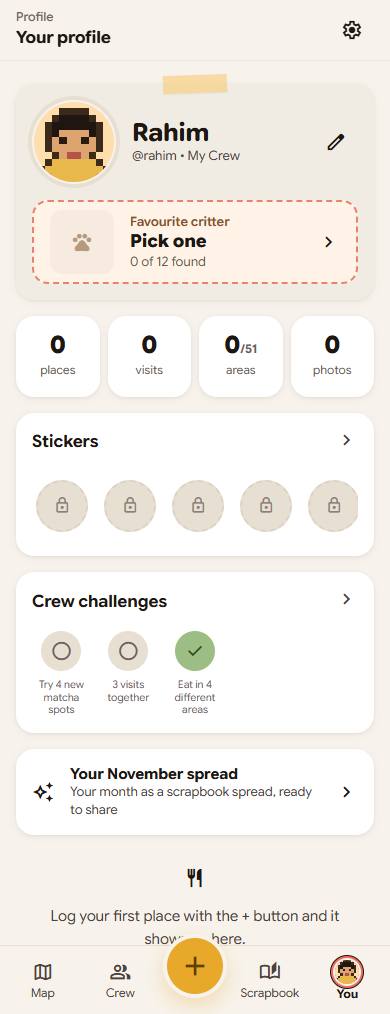 Profile
Your profile
Rahim
@rahim • My Crew
Favourite critter
Pick one
0 of 12 found
0 0 0/51 0
places visits areas photos
Stickers
Crew challenges
Try 4 new 3 visits Eat in 4
matcha together different
spots areas
Your November spread
Your month as a scrapbook spread, ready
to share
Log your first place with the + button and it
here.
Map Crew Scrapbook You